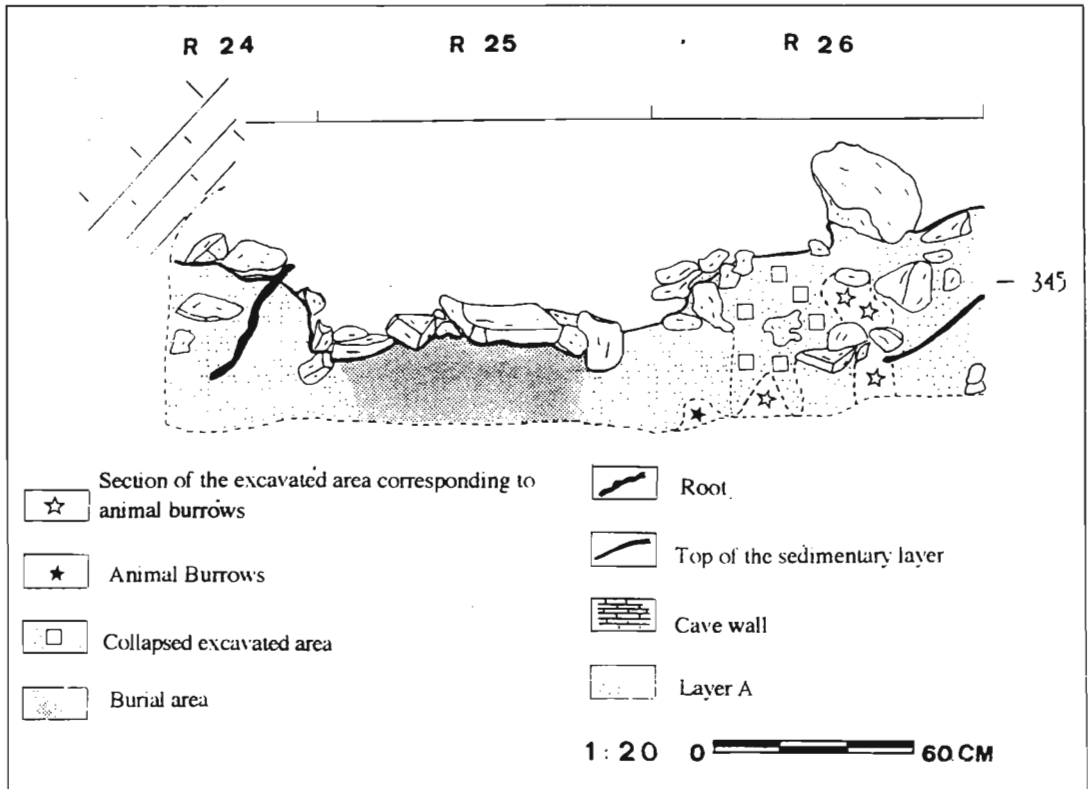 R 24 R 25 R 26
345
Section of the excavated area corresponding to
animal burrows
Animal Burrows
Collapsed excavated area
Burial area
Root
Top of the sedimentary layer
Cave wall
Layer A
1:20 0 60 CM